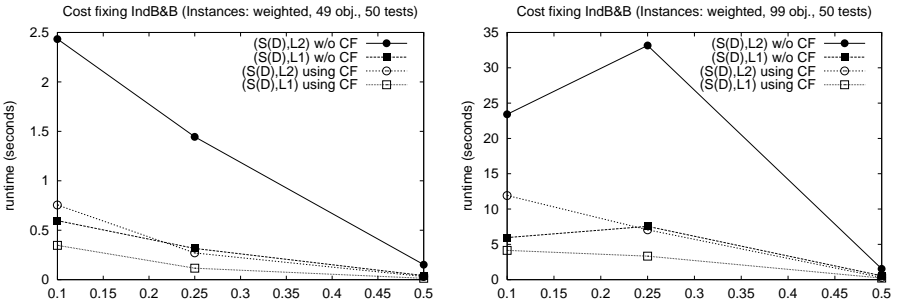 Cost fixing IndB&B (Instances: weighted, 49 obj., 50 tests)
2.5
2
1.5
1
0.5
0
runtime (seconds)
(S(D),L2) w/o CF
(S(D),L1) w/o CF
(S(D),L2) using CF
(S(D),L1) using CF
0.1 0.15 0.2 0.25 0.3 0.35 0.4 0.45 0.5
Cost fixing IndB&B (Instances: weighted, 99 obj., 50 tests)
35
30
25
20
15
10
5
0
runtime (seconds)
(S(D),L2) w/o CF
(S(D),L1) w/o CF
(S(D),L2) using CF
(S(D),L1) using CF
0.1 0.15 0.2 0.25 0.3 0.35 0.4 0.45 0.5